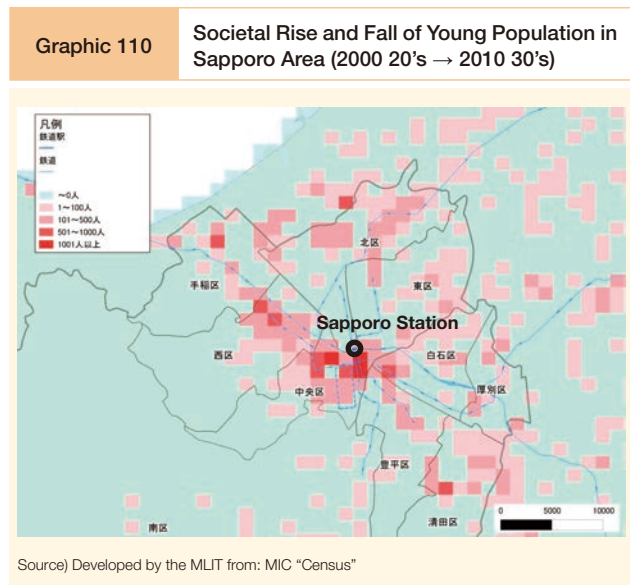 Graphic 110
Societal Rise and Fall of Young Population in
Sapporo Area (2000 20's → 2010 30's)
凡例
鉄道駅
鉄道
～0人
1～100人
101～500人
501～1000人
1001人以上
北区
手稲区
東区
Sapporo Station
西区
白石区
中央区
厚別区
豊平区
南区
清田区
0 5000 10000
Source) Developed by the MLIT from: MIC “Census”